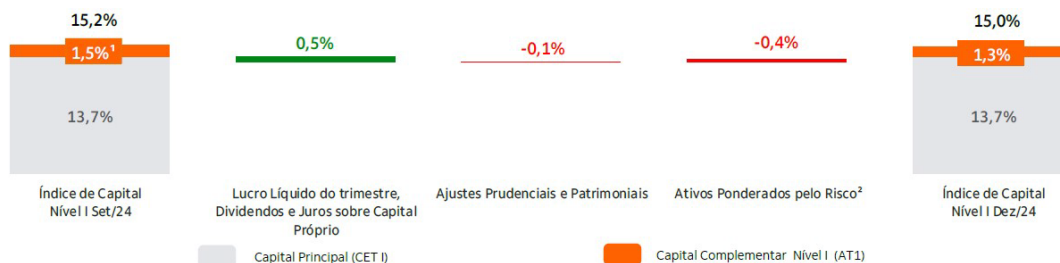 15,2%
1,5%¹
13,7%
Índice de Capital
Nível I Set/24
0,5%
Lucro Líquido do trimestre,
Dividendos e Juros sobre Capital
Próprio
-0,1%
Ajustes Prudenciais e Patrimoniais
-0,4%
Ativos Ponderados pelo Risco²
15,0%
1,3%
13,7%
Índice de Capital
Nível I Dez/24
Capital Principal (CET I)
Capital Complementar Nível I (AT1)